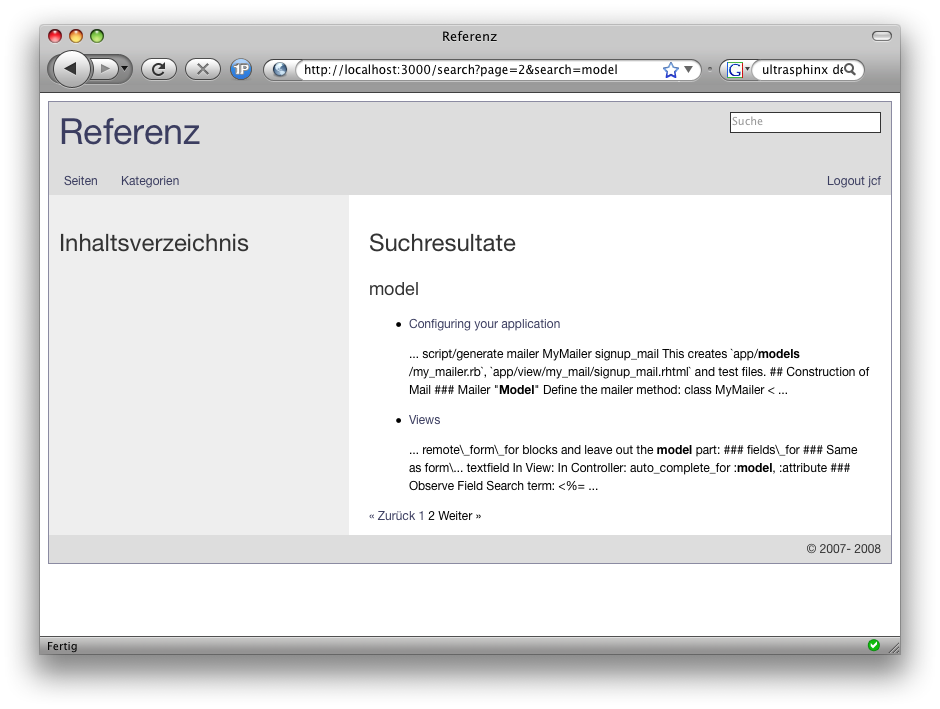 Referenz
1P
http://localhost:3000/search?page=2&search=model
G
ultrasphinx de
Referenz
Suche
Seiten Kategorien Logout jcf
Inhaltsverzeichnis
Suchresultate
model
Configuring your application
... script/generate mailer MyMailer signup_mail This creates `app/models
/my_mailer.rb`, `app/view/my_mail/signup_mail.rhtml` and test files. ## Construction of
Mail ### Mailer "Model" Define the mailer method: class MyMailer < ...
Views
... remote\_form\_for blocks and leave out the model part: ### fields\_for ### Same
as form\... textfield In View: In Controller: auto_complete_for :model, :attribute ###
Observe Field Search term: <%= ...
« Zurück 1 2 Weiter »
© 2007- 2008
Fertig